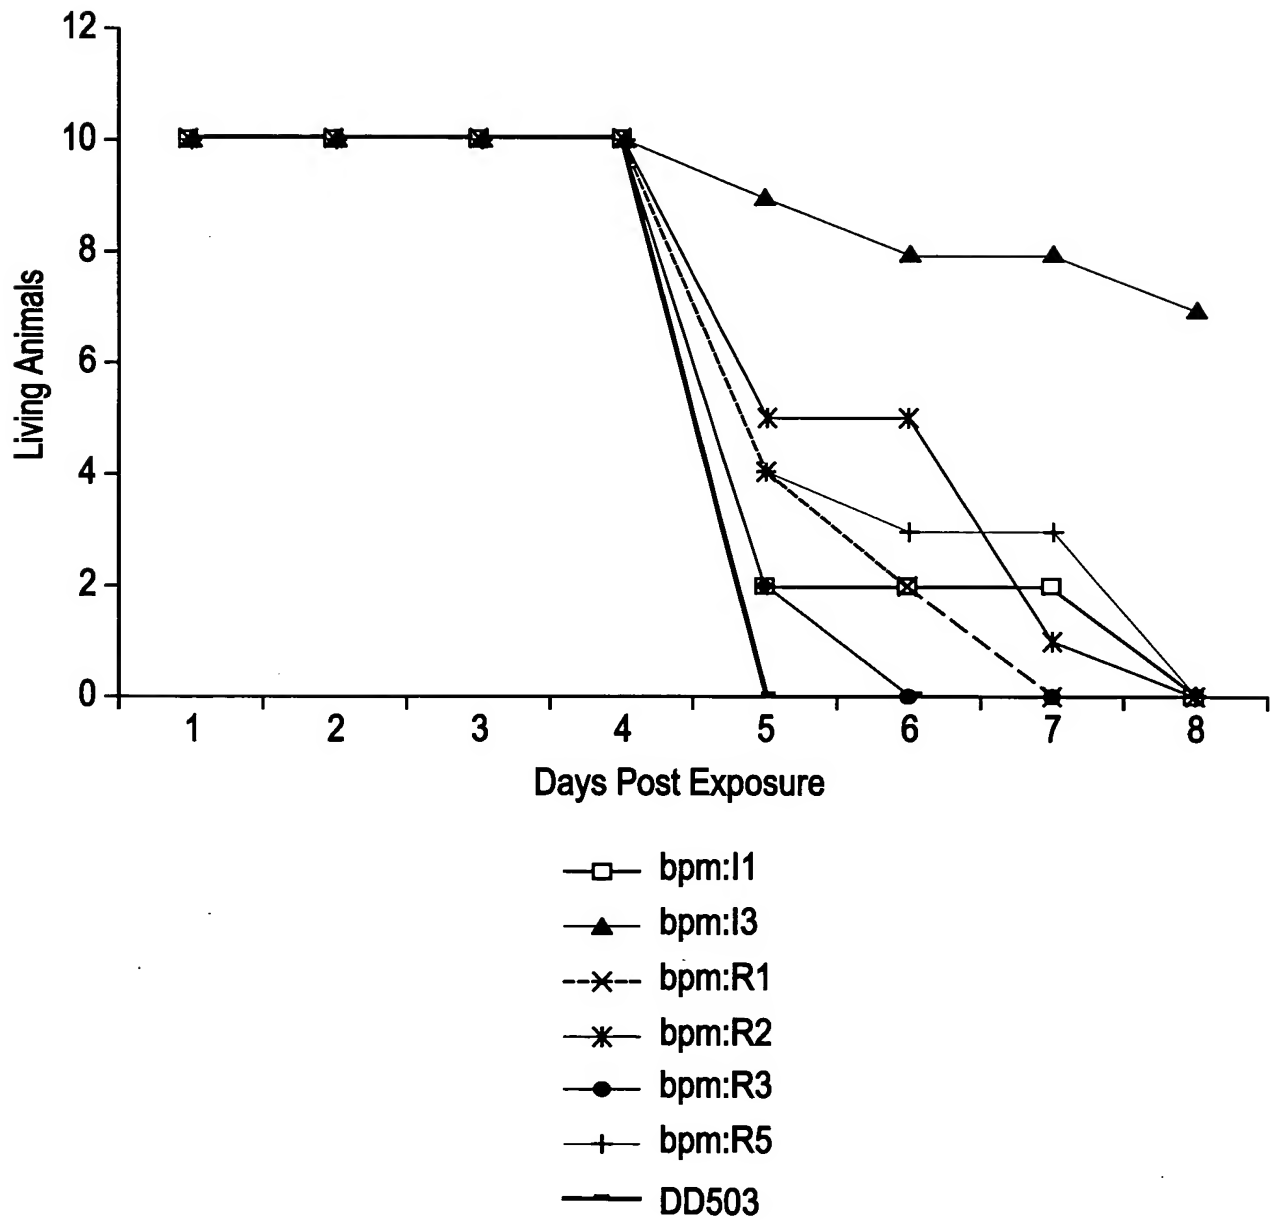 12
10
8
6
4
2
0
Living Animals
1 2 3 4 5 6 7 8
Days Post Exposure
bpm:I1
bpm:I3
bpm:R1
bpm:R2
bpm:R3
bpm:R5
DD503